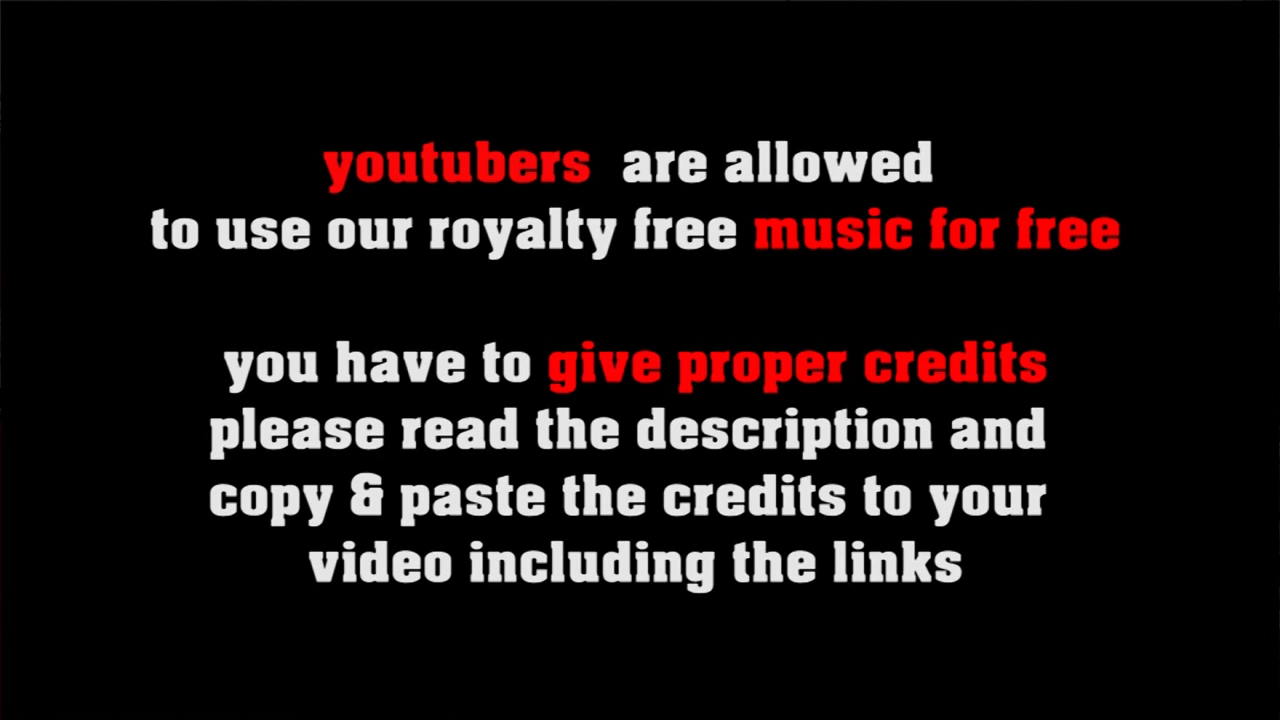 youtubers are allowed
to use our royalty free music for free
you have to give proper credits
please read the description and
copy & paste the credits to your
video including the links